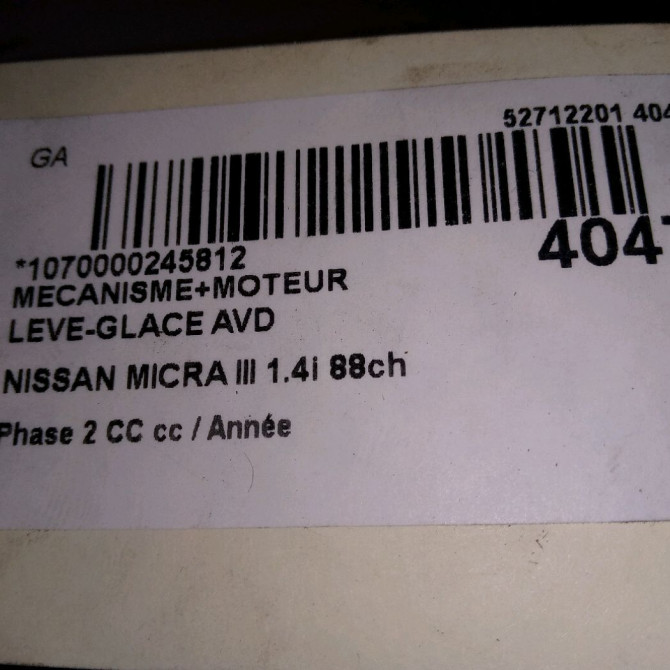 52712201 404
GA
404
*1070000245812
MECANISME+MOTEUR
LEVE-GLACE AVD
NISSAN MICRA III 1.4i 88ch
Phase 2 CC cc / Année